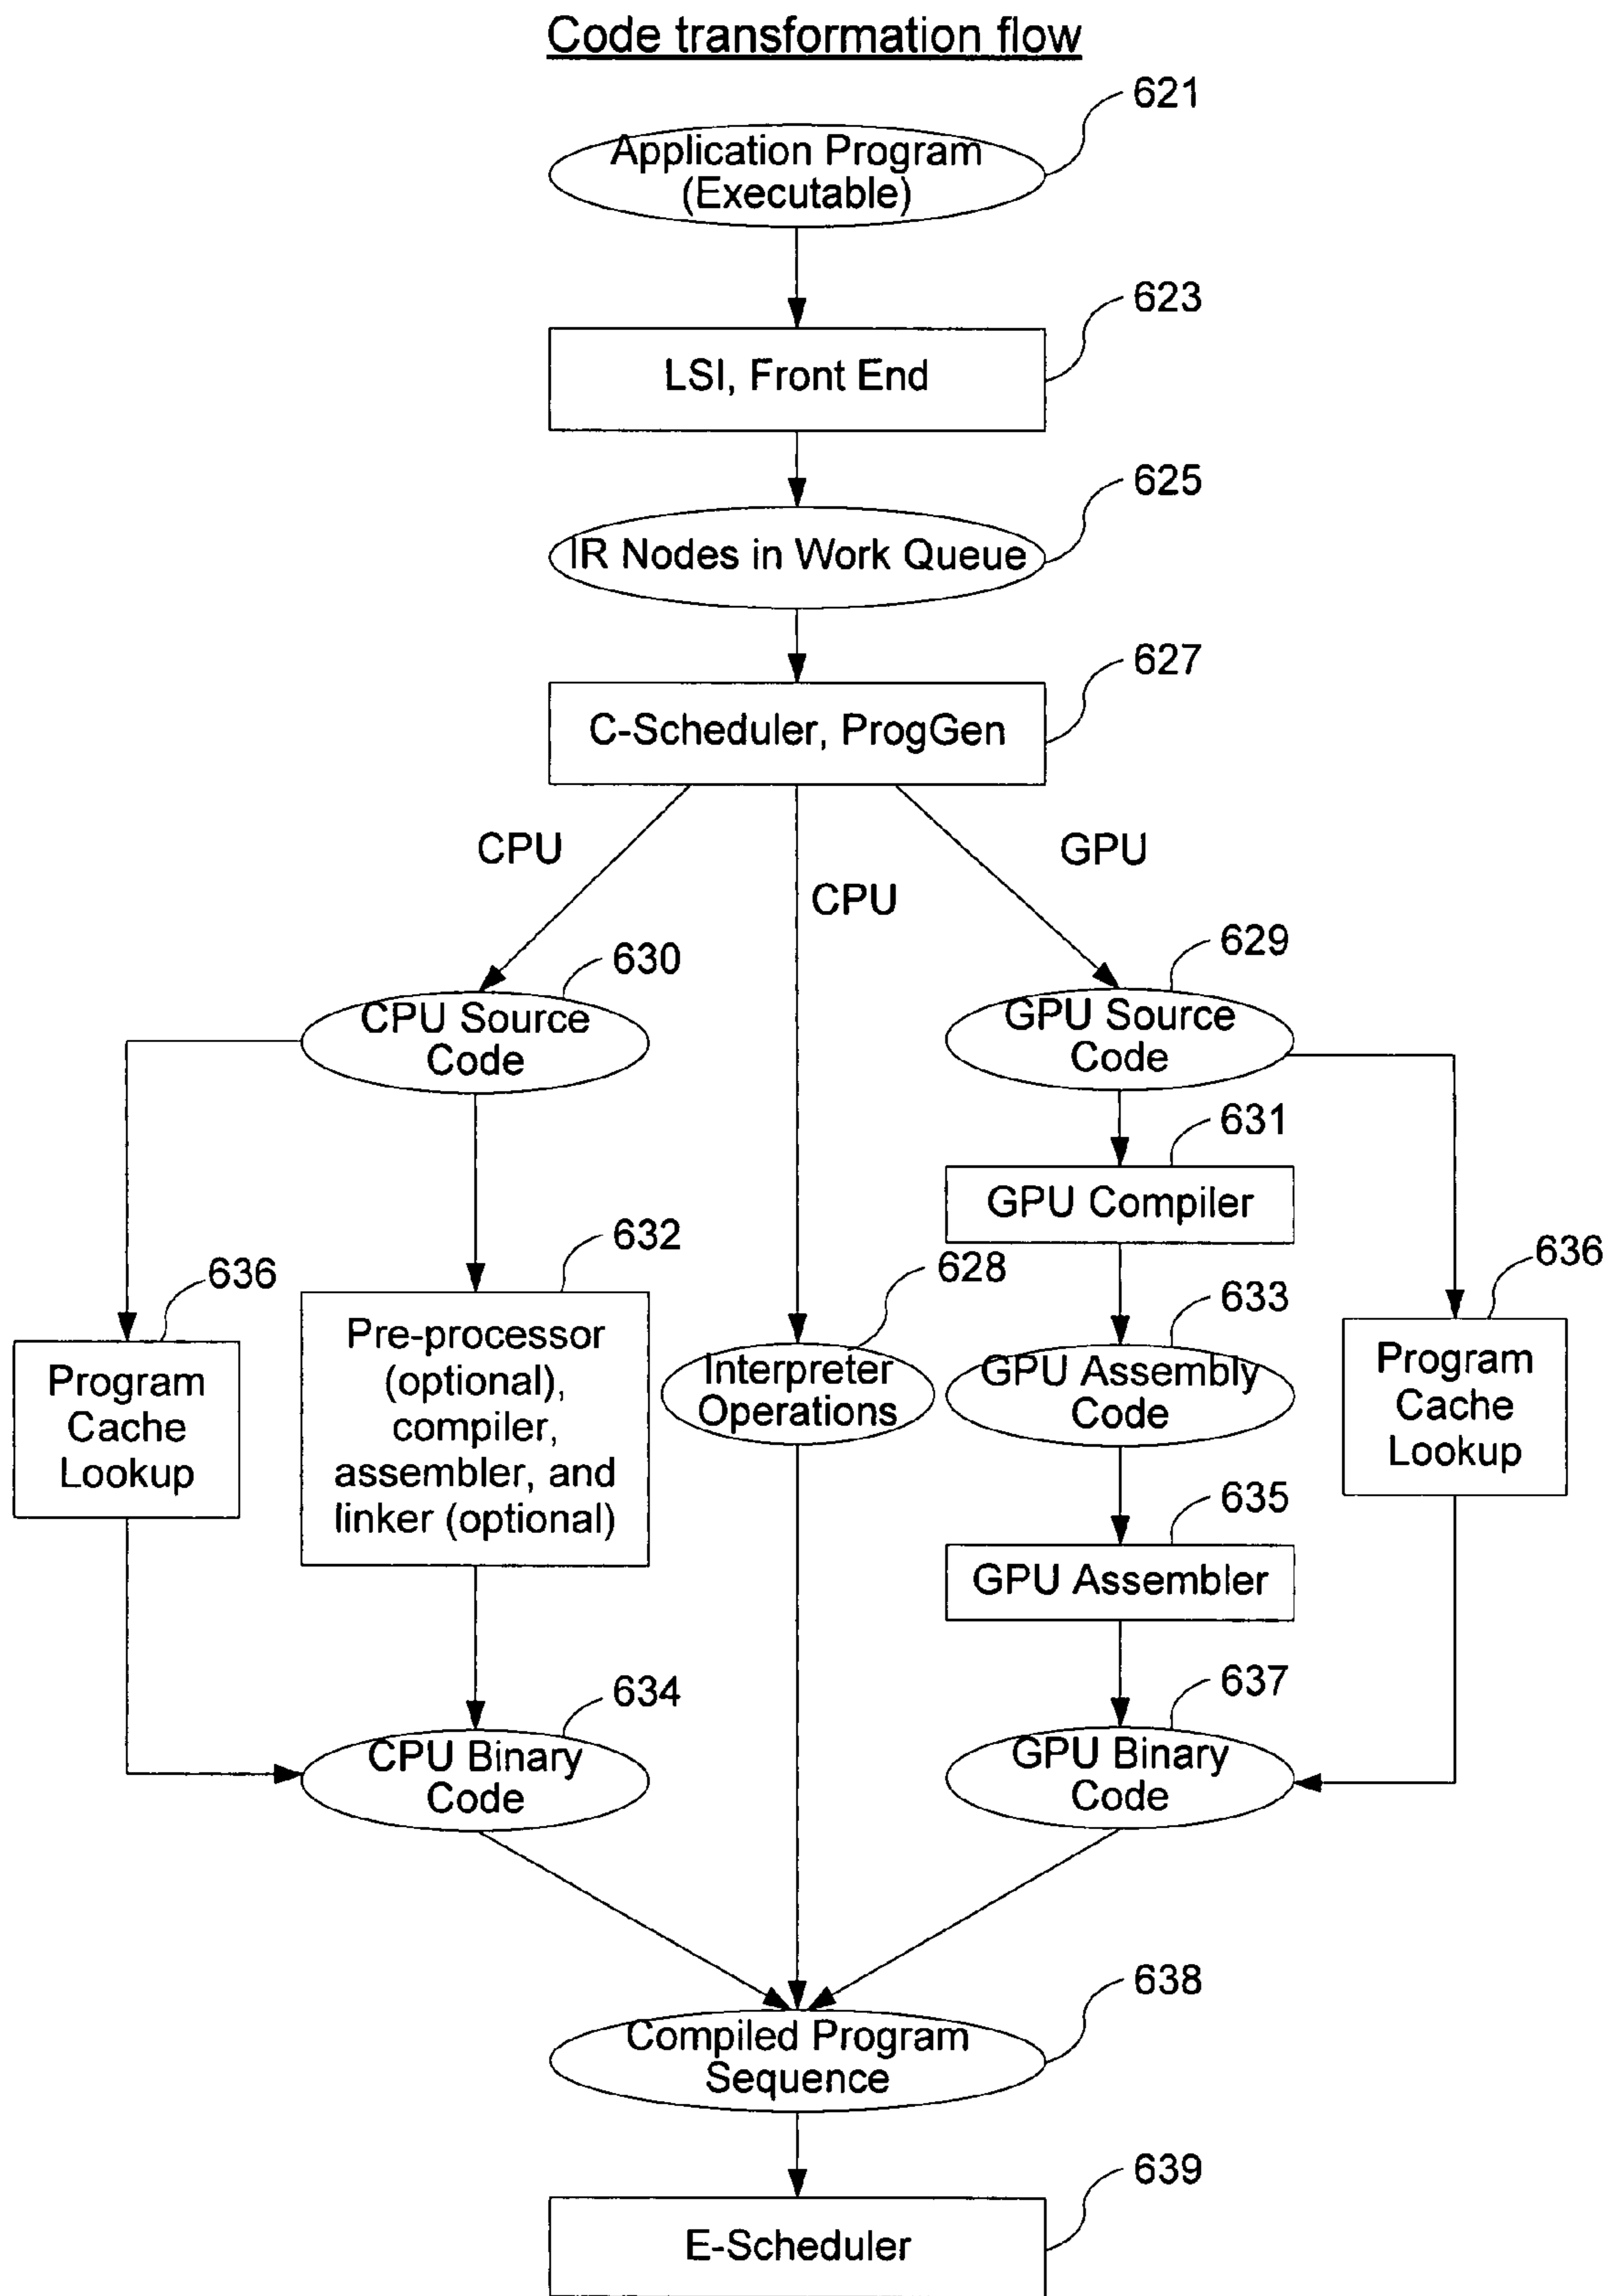 Code transformation flow
621
Application Program
(Executable)
623
LSI, Front End
625
IR Nodes in Work Queue
627
C-Scheduler, ProgGen
CPU
CPU
GPU
630
CPU Source
Code
629
GPU Source
Code
631
GPU Compiler
636
Program
Cache
Lookup
632
Pre-processor
(optional),
compiler,
assembler, and
linker (optional)
628
Interpreter
Operations
633
GPU Assembly
Code
636
Program
Cache
Lookup
635
GPU Assembler
634
CPU Binary
Code
637
GPU Binary
Code
638
Compiled Program
Sequence
639
E-Scheduler